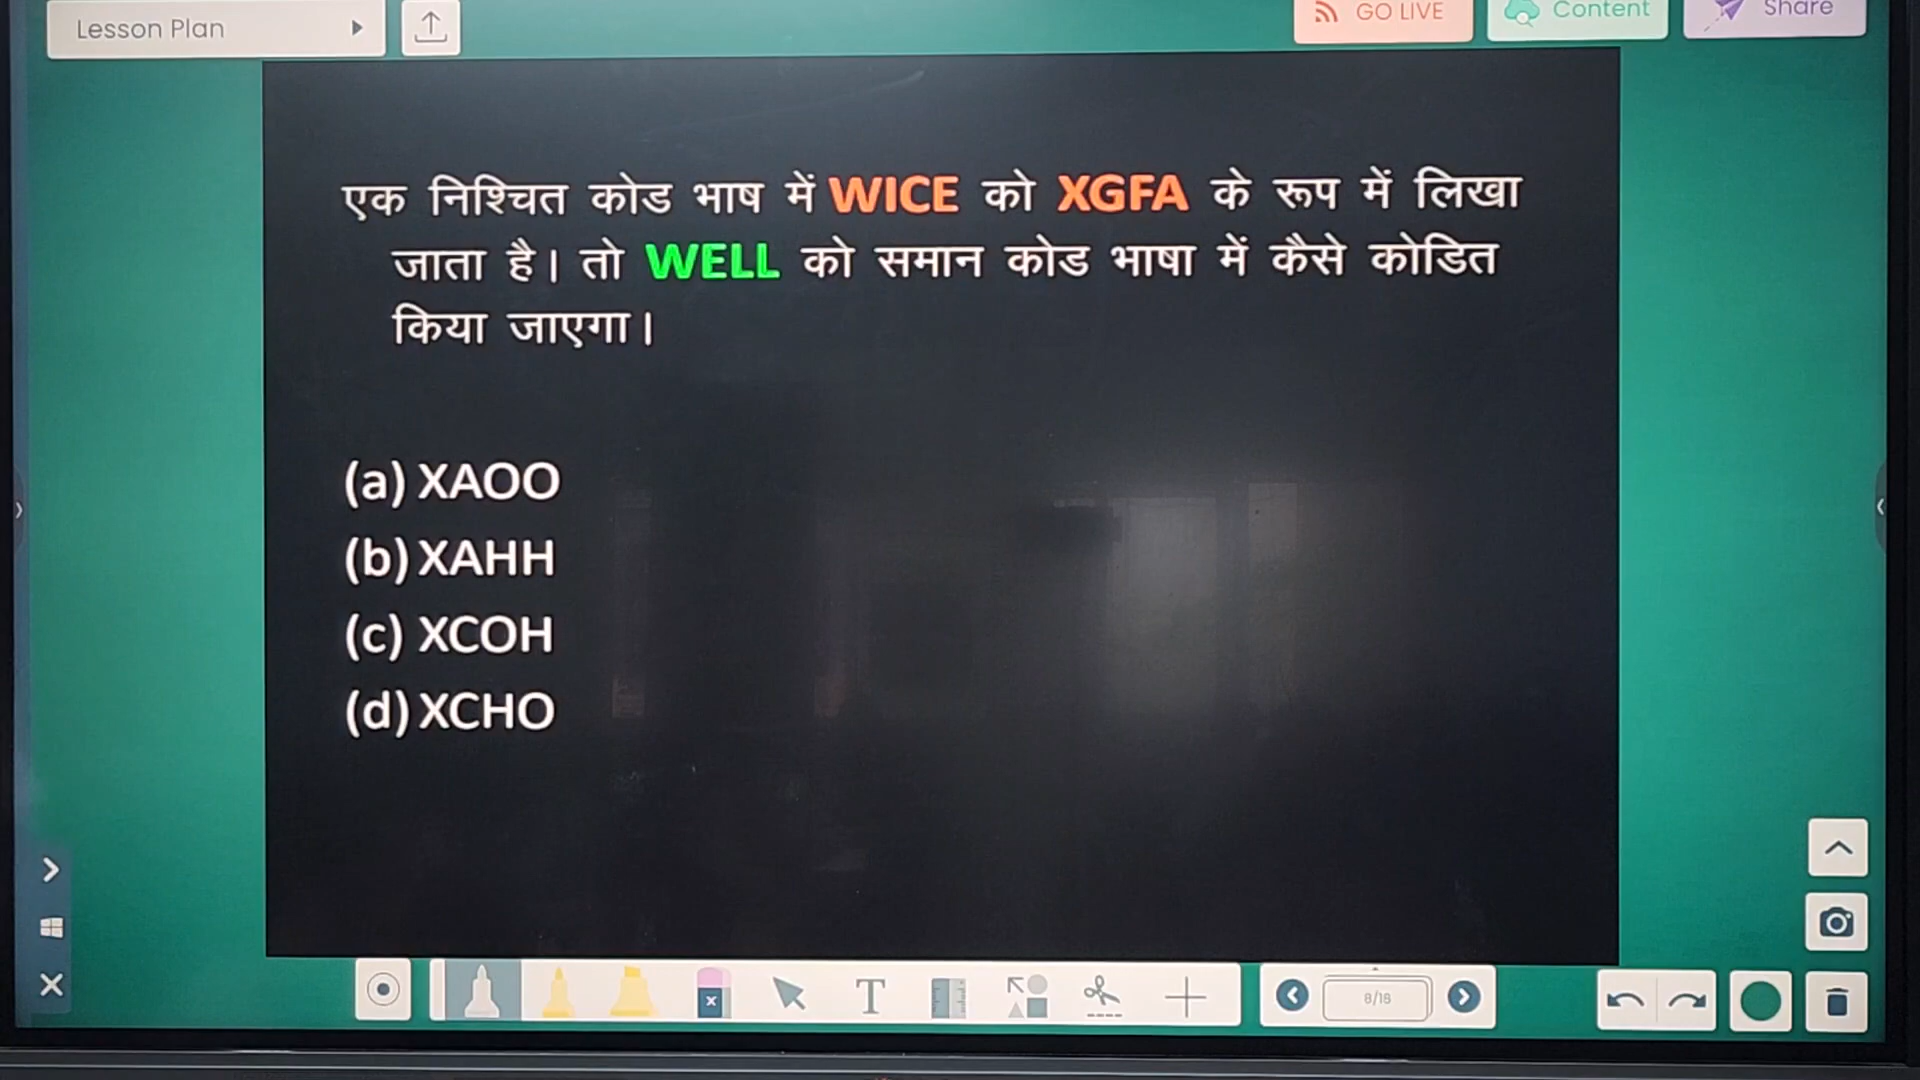 Lesson Plan
GO LIVE
Content
Share
एक निश्चित कोड भाष में WICE को XGFA के रूप में लिखा
जाता है। तो WELL को समान कोड भाषा में कैसे कोडित
किया जाएगा।
(a) XAOO
(b) XAHH
(c) XCOH
(d) XCHO
T
8/18